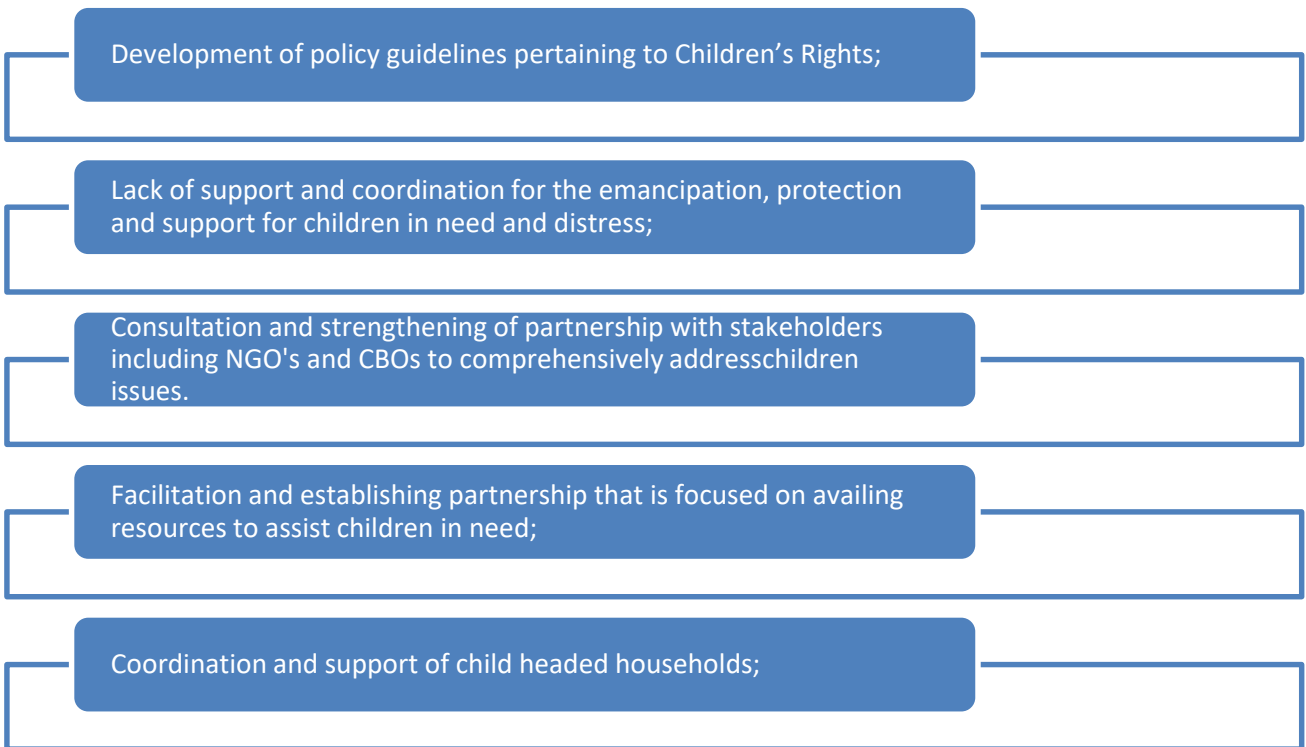 Development of policy guidelines pertaining to Children’s Rights;
Lack of support and coordination for the emancipation, protection
and support for children in need and distress;
Consultation and strengthening of partnership with stakeholders
including NGO's and CBOs to comprehensively addresschildren
issues.
Facilitation and establishing partnership that is focused on availing
resources to assist children in need;
Coordination and support of child headed households;